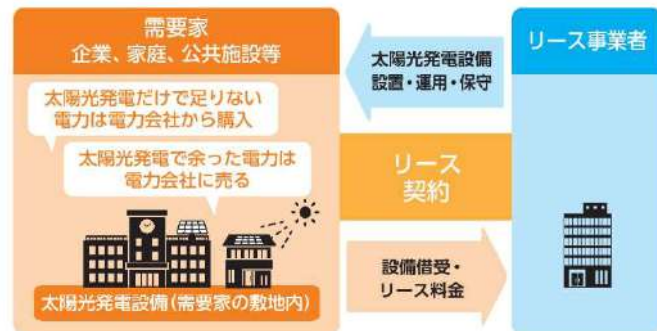 需要家
企業、家庭、公共施設等
太陽光発電だけで足りない
電力は電力会社から購入
太陽光発電で余った電力は
電力会社に売る
太陽光発電設備(需要家の敷地内)
太陽光発電設備
設置・運用・保守
リース
契約
設備借受・
リース料金
リース事業者